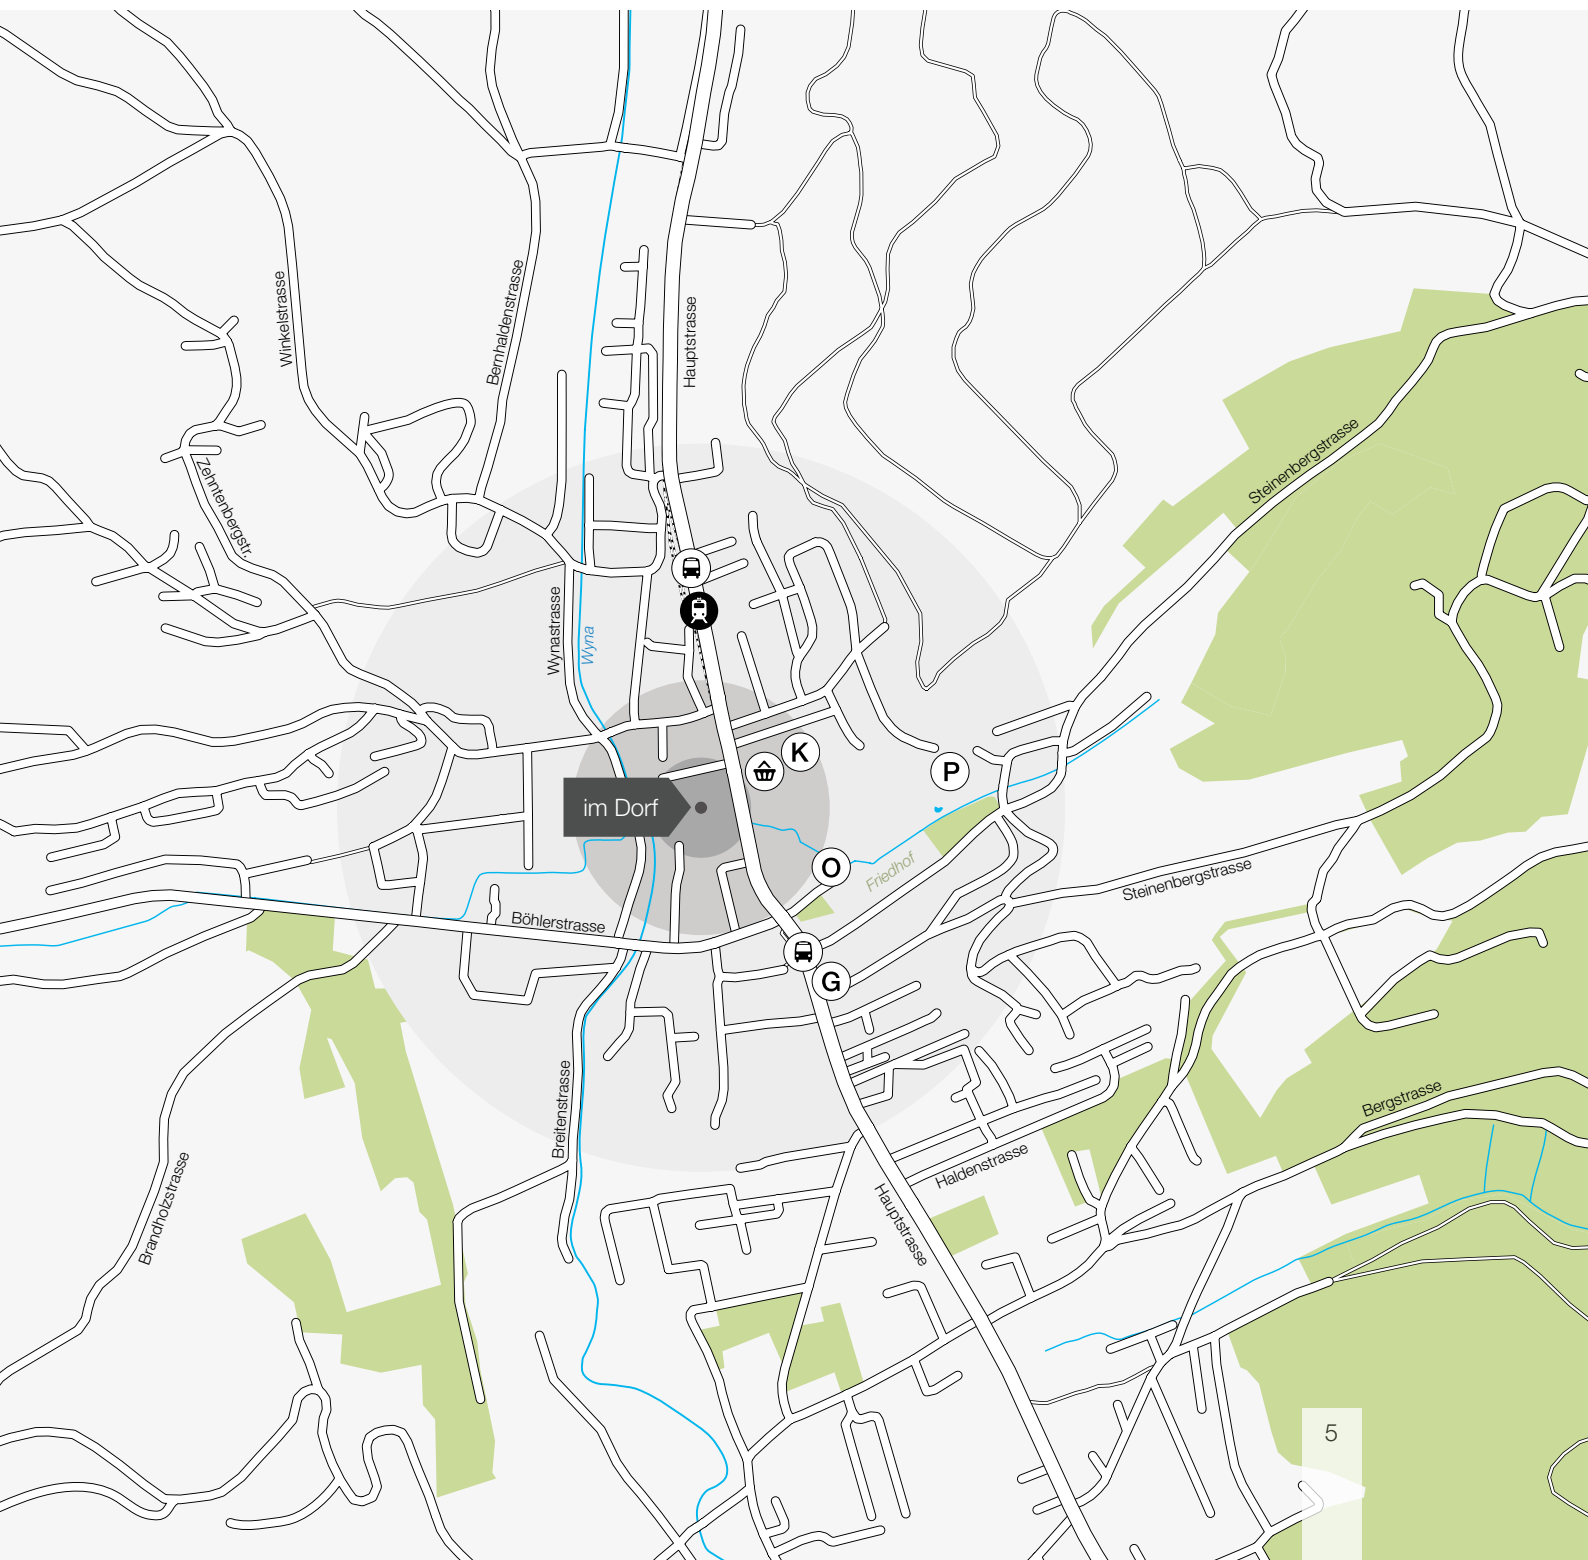 Winkelstrasse
Bernhaldenstrasse
Hauptstrasse
Zehntenbergstr.
Steinenbergstrasse
Wynastrasse
Wyna
K
P
im Dorf
O
Friedhof
Steinenbergstrasse
Böhlerstrasse
G
Breitenstrasse
Bergstrasse
Brandholzstrasse
Haldenstrasse
Hauptstrasse
5